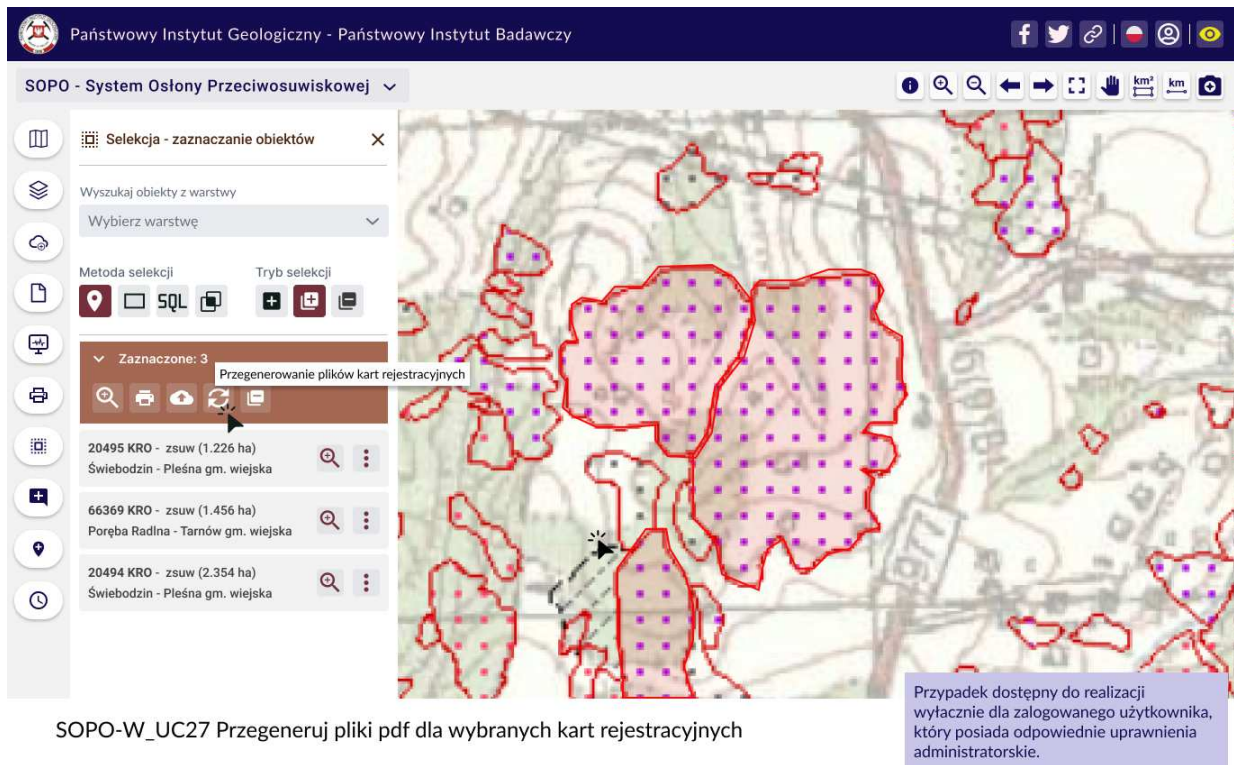 Państwowy Instytut Geologiczny - Państwowy Instytut Badawczy
SOPO - System Osłony Przeciwosuwiskowej
km²
km
Selekcja - zaznaczanie obiektów
Wyszukaj obiekty z warstwy
Wybierz warstwę
Metoda selekcji
Tryb selekcji
SQL
Zaznaczone: 3
Przegenerowanie plików kart rejestracyjnych
20495 KRO - zsuw (1.226 ha)
Świebodzin - Pleśna gm. wiejska
66369 KRO - zsuw (1.456 ha)
Poręba Radlna - Tarnów gm. wiejska
20494 KRO - zsuw (2.354 ha)
Świebodzin - Pleśna gm. wiejska
977
SOPO-W_UC27 Przegeneruj pliki pdf dla wybranych kart rejestracyjnych
Przypadek dostępny do realizacji
wyłacznie dla zalogowanego użytkownika,
który posiada odpowiednie uprawnienia
administratorskie.